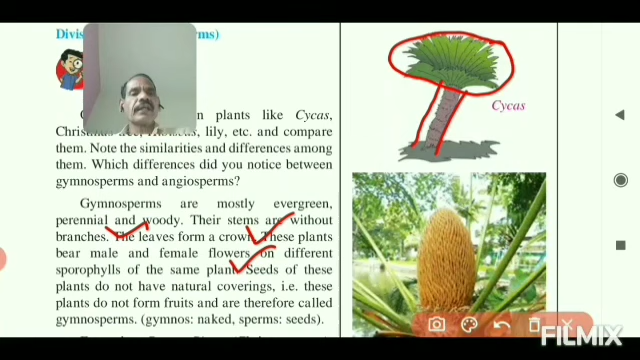 Divis
rms)
plants like Cycas,
lily, etc. and compare
them. Note the similarities and differences among
them. Which differences did you notice between
gymnosperms and angiosperms?
Gymnosperms are mostly evergreen,
perennial and woody. Their stems are without
branches. The leaves form a crown. These plants
bear male and female flowers on different
sporophylls of the same plant. Seeds of these
plants do not have natural coverings, i.e. these
plants do not form fruits and are therefore called
gymnosperms. (gymnos: naked, sperms: seeds).
Cycas
FILMIX